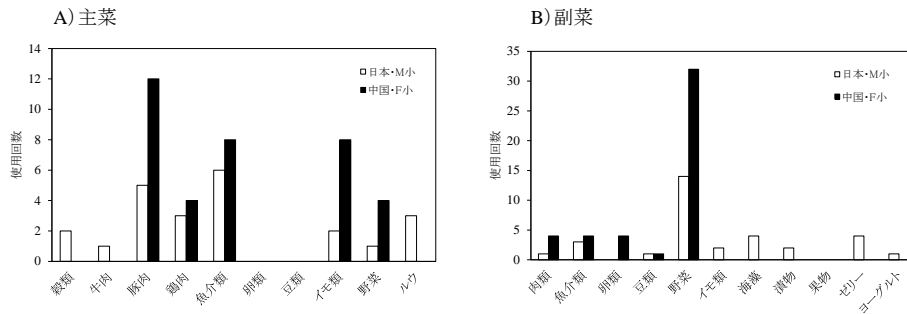 A）主菜
14
12
10
8
6
4
2
0
使用回数
日本・M小
中国・F小
穀類
牛肉
豚肉
鶏肉
魚介類
卵類
豆類
イモ類
野菜
ルウ
B）副菜
35
30
25
20
15
10
5
0
使用回数
日本・M小
中国・F小
肉類
魚介類
卵類
豆類
野菜
イモ類
海藻
漬物
果物
ゼリー
ヨーグルト